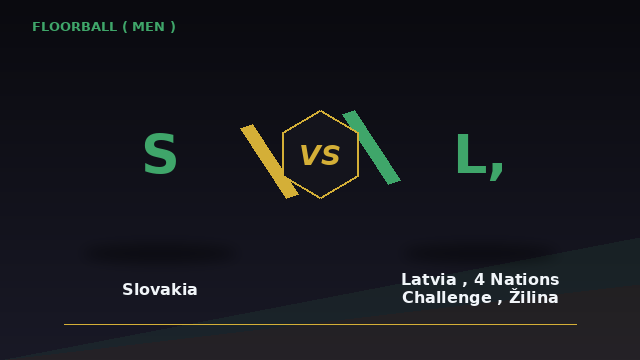 FLOORBALL ( MEN )
S
VS
L,
Slovakia
Latvia , 4 Nations
Challenge , Žilina